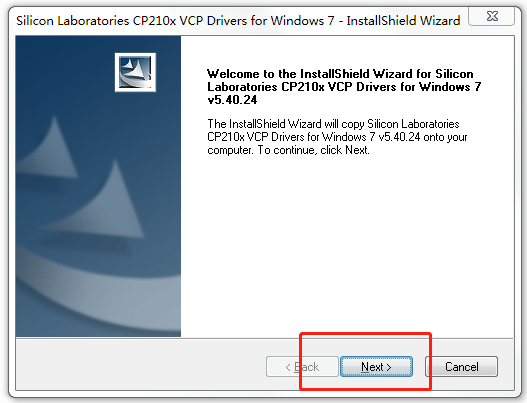 Silicon Laboratories CP210x VCP Drivers for Windows 7 - InstallShield Wizard
Welcome to the InstallShield Wizard for Silicon
Laboratories CP210x VCP Drivers for Windows 7
v5.40.24
The InstallShield Wizard will copy Silicon Laboratories
CP210x VCP Drivers for Windows 7 v5.40.24 onto your
computer. To continue, click Next.
< Back Next > Cancel